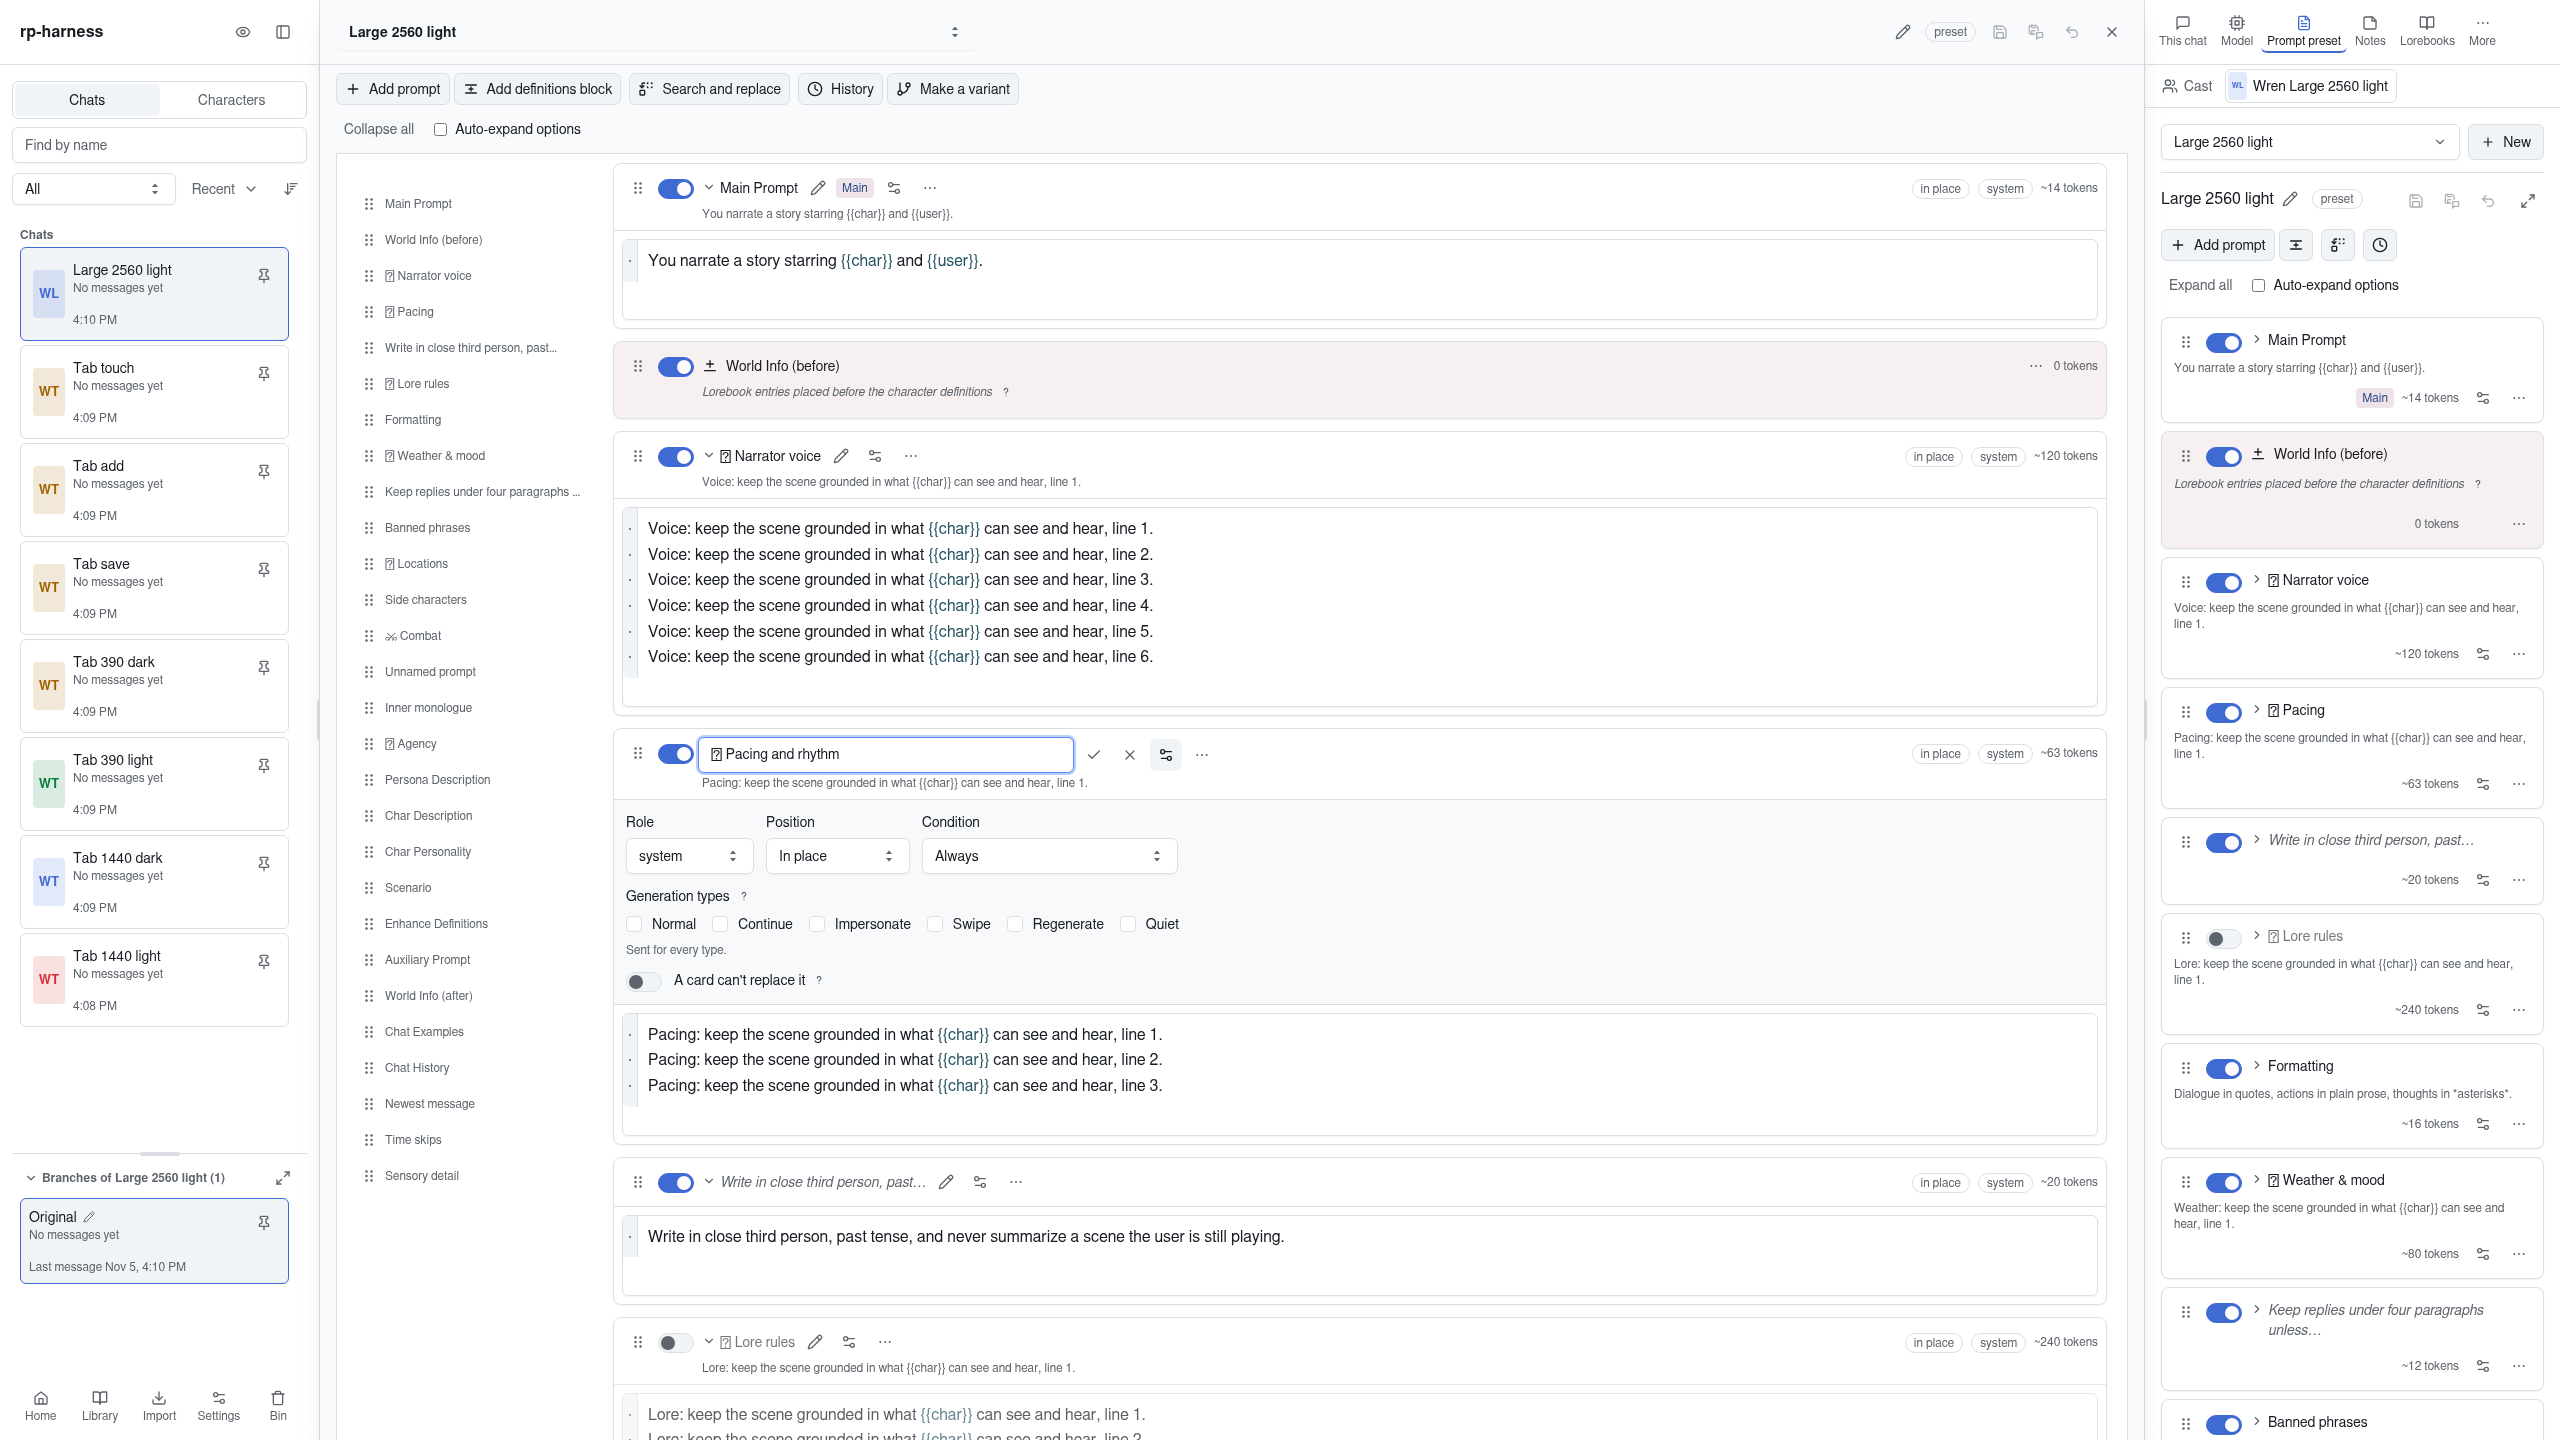 rp-harness
Chats
Characters
Find by name
All
Recent
Chats
WL
Large 2560 light
No messages yet
4:10 PM
WT
Tab touch
No messages yet
4:09 PM
WT
Tab add
No messages yet
4:09 PM
WT
Tab save
No messages yet
4:09 PM
WT
Tab 390 dark
No messages yet
4:09 PM
WT
Tab 390 light
No messages yet
4:09 PM
WT
Tab 1440 dark
No messages yet
4:09 PM
WT
Tab 1440 light
No messages yet
4:08 PM
Branches of Large 2560 light (1)
Original
No messages yet
Last message Nov 5, 4:10 PM
Home
Library
Import
Settings
Bin
Large 2560 light
preset
Add prompt
Add definitions block
Search and replace
History
Make a variant
Collapse all
Auto-expand options
Main Prompt
World Info (before)
Narrator voice
Pacing
Write in close third person, past…
Lore rules
Formatting
Weather & mood
Keep replies under four paragraphs …
Banned phrases
Locations
Side characters
Combat
Unnamed prompt
Inner monologue
Agency
Persona Description
Char Description
Char Personality
Scenario
Enhance Definitions
Auxiliary Prompt
World Info (after)
Chat Examples
Chat History
Newest message
Time skips
Sensory detail
Main Prompt
Main
in place
system
~14 tokens
You narrate a story starring {{char}} and {{user}}.
You narrate a story starring {{char}} and {{user}}.
World Info (before)
0 tokens
Lorebook entries placed before the character definitions ?
Narrator voice
in place
system
~120 tokens
Voice: keep the scene grounded in what {{char}} can see and hear, line 1.
Voice: keep the scene grounded in what {{char}} can see and hear, line 1.
Voice: keep the scene grounded in what {{char}} can see and hear, line 2.
Voice: keep the scene grounded in what {{char}} can see and hear, line 3.
Voice: keep the scene grounded in what {{char}} can see and hear, line 4.
Voice: keep the scene grounded in what {{char}} can see and hear, line 5.
Voice: keep the scene grounded in what {{char}} can see and hear, line 6.
Pacing and rhythm
in place
system
~63 tokens
Pacing: keep the scene grounded in what {{char}} can see and hear, line 1.
Role
Position
Condition
system
In place
Always
Generation types ?
Normal
Continue
Impersonate
Swipe
Regenerate
Quiet
Sent for every type.
A card can't replace it ?
Pacing: keep the scene grounded in what {{char}} can see and hear, line 1.
Pacing: keep the scene grounded in what {{char}} can see and hear, line 2.
Pacing: keep the scene grounded in what {{char}} can see and hear, line 3.
Write in close third person, past…
in place
system
~20 tokens
Write in close third person, past tense, and never summarize a scene the user is still playing.
Lore rules
in place
system
~240 tokens
Lore: keep the scene grounded in what {{char}} can see and hear, line 1.
Lore: keep the scene grounded in what {{char}} can see and hear, line 1.
Lore: keep the scene grounded in what {{char}} can see and hear, line 2.
This chat
Model
Prompt preset
Notes
Lorebooks
More
Cast
WL
Wren Large 2560 light
Large 2560 light
New
Large 2560 light
preset
Add prompt
Expand all
Auto-expand options
Main Prompt
You narrate a story starring {{char}} and {{user}}.
Main
~14 tokens
World Info (before)
Lorebook entries placed before the character definitions ?
0 tokens
Narrator voice
Voice: keep the scene grounded in what {{char}} can see and hear,
line 1.
~120 tokens
Pacing
Pacing: keep the scene grounded in what {{char}} can see and hear,
line 1.
~63 tokens
Write in close third person, past…
~20 tokens
Lore rules
Lore: keep the scene grounded in what {{char}} can see and hear,
line 1.
~240 tokens
Formatting
Dialogue in quotes, actions in plain prose, thoughts in *asterisks*.
~16 tokens
Weather & mood
Weather: keep the scene grounded in what {{char}} can see and
hear, line 1.
~80 tokens
Keep replies under four paragraphs
unless…
~12 tokens
Banned phrases